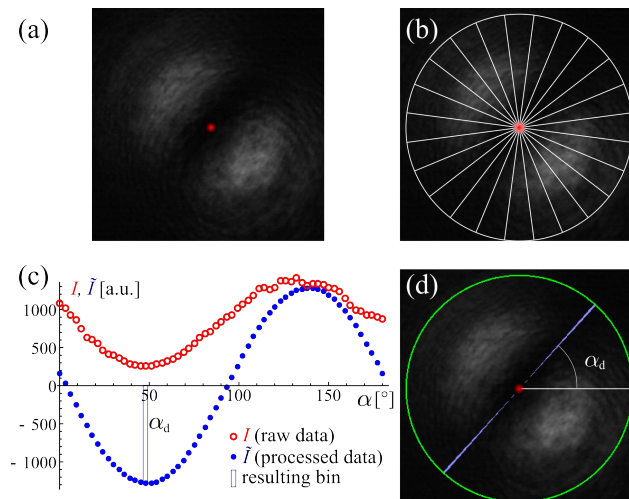 (a)
(b)
(c)
I, Ĩ [a.u.]
1000
500
0
- 500
- 1000
50
100
150
α[°]
α_d
I (raw data)
Ĩ (processed data)
resulting bin
(d)
α_d